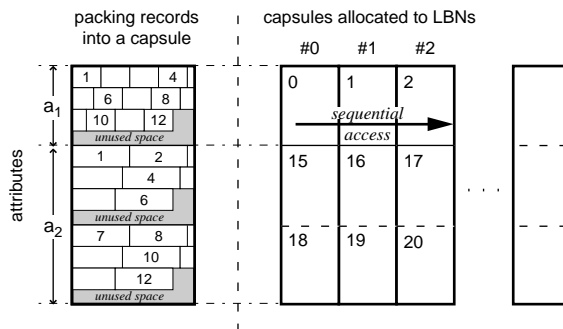 packing records
into a capsule
capsules allocated to LBNs
#0 #1 #2
attributes
a1
1 4
6 8
10 12
unused space
a2
1 2
4
6
unused space
7 8
10
12
unused space
0 1 2
sequential
access
15 16 17
. . .
18 19 20